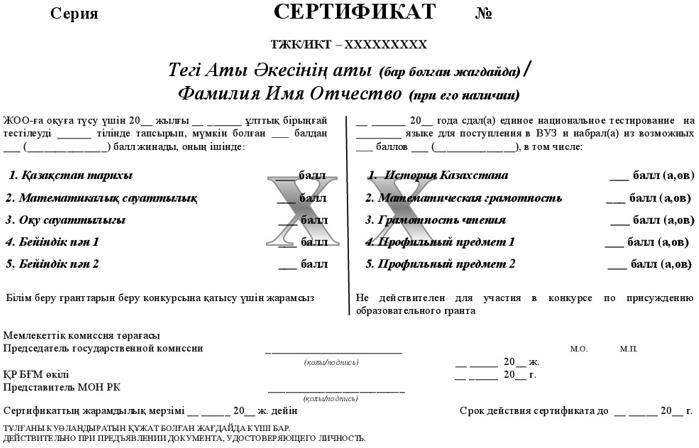 Серия СЕРТИФИКАТ №
ТЖК/ИКТ – XXXXXXXXX
Тегі Аты Әкесінің аты (бар болған жағдайда) /
Фамилия Имя Отчество (при его наличии)
ЖОО-ға оқуға түсу үшін 20__ жылғы __ ______ ұлттық бірыңғай
тестілеуді ______ тілінде тапсырып, мүмкін болған ___ балдан
___ (______________) балл жинады, оның ішінде:
1. Қазақстан тарихы ___ балл
2. Математикалық сауаттылық ___ балл
3. Оқу сауаттылығы ___ балл
4. Бейіндік пән 1 ___ балл
5. Бейіндік пән 2 ___ балл
Білім беру гранттарын беру конкурсына қатысу үшін жарамсыз
__ ______ 20__ года сдал(а) единое национальное тестирование на
________ языке для поступления в ВУЗ и набрал(а) из возможных
___ баллов ___ (______________), в том числе:
1. История Казахстана ___ балл (а,ов)
2. Математическая грамотность ___ балл (а,ов)
3. Грамотность чтения ___ балл (а,ов)
4. Профильный предмет 1 ___ балл (а,ов)
5. Профильный предмет 2 ___ балл (а,ов)
Не действителен для участия в конкурсе по присуждению
образовательного гранта
X X
Мемлекеттік комиссия төрағасы
Председатель государственной комиссии ______________________ М.О. М.П.
(қолы/подпись) __ ______ 20__ ж.
ҚР БҒМ өкілі __ ______ 20__ г.
Представитель МОН РК ______________________
(қолы/подпись)
Сертификаттың жарамдылық мерзімі __ ______ 20__ ж. дейін Срок действия сертификата до __ ______ 20__ г.
ТҰЛҒАНЫ КУӘЛАНДЫРАТЫН ҚҰЖАТ БОЛҒАН ЖАҒДАЙДА КҮШІ БАР.
ДЕЙСТВИТЕЛЬНО ПРИ ПРЕДЪЯВЛЕНИИ ДОКУМЕНТА, УДОСТОВЕРЯЮЩЕГО ЛИЧНОСТЬ.